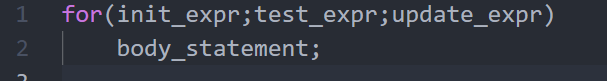 1 for(init_expr;test_expr;update_expr)
2 body_statement;